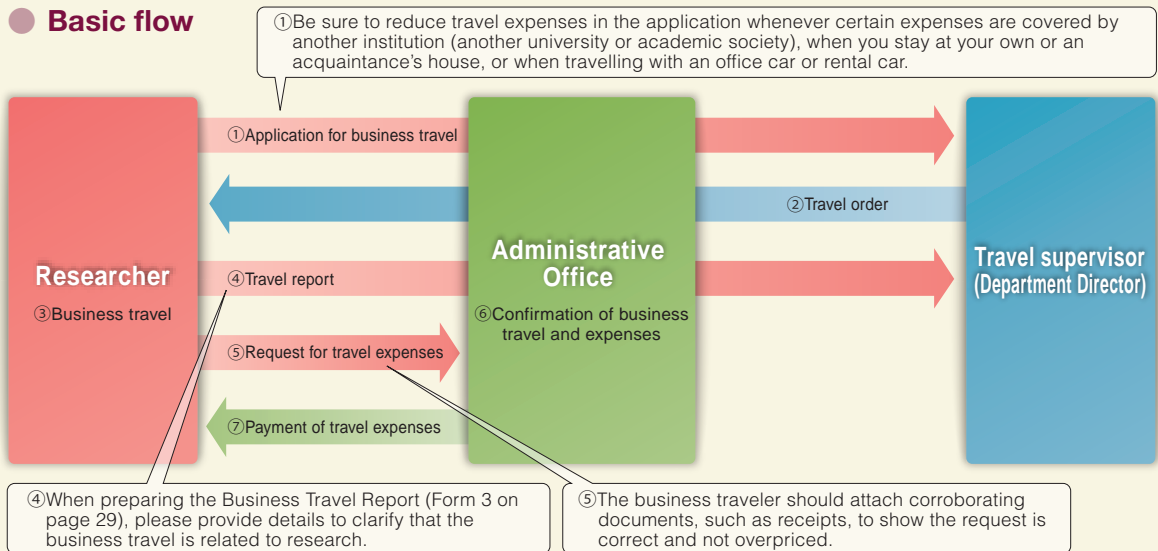 Basic flow
①Be sure to reduce travel expenses in the application whenever certain expenses are covered by
another institution (another university or academic society), when you stay at your own or an
acquaintance's house, or when travelling with an office car or rental car.
①Application for business travel
②Travel order
Researcher
③Business travel
④Travel report
Administrative
Office
⑥Confirmation of business
travel and expenses
Travel supervisor
(Department Director)
⑤Request for travel expenses
⑦Payment of travel expenses
④When preparing the Business Travel Report (Form 3 on
page 29), please provide details to clarify that the
business travel is related to research.
⑤The business traveler should attach corroborating
documents, such as receipts, to show the request is
correct and not overpriced.